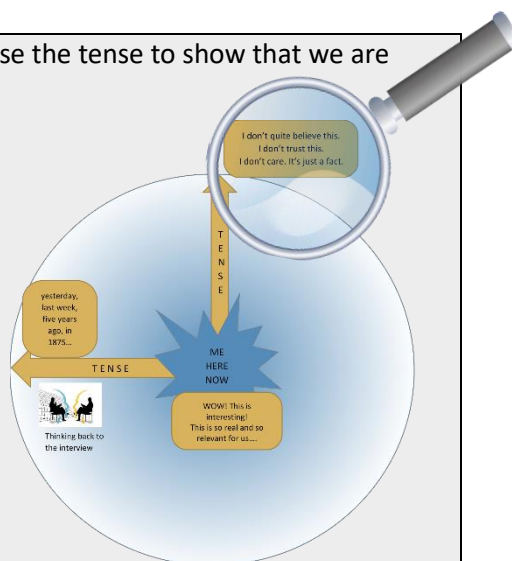 se the tense to show that we are
I don't quite believe this.
I don't trust this.
I don't care. It's just a fact.
T
E
N
S
E
yesterday,
last week,
five years
ago, in
1875...
TENSE
ME
HERE
NOW
WOW! This is
interesting!
This is so real and so
relevant for us....
Thinking back to
the interview